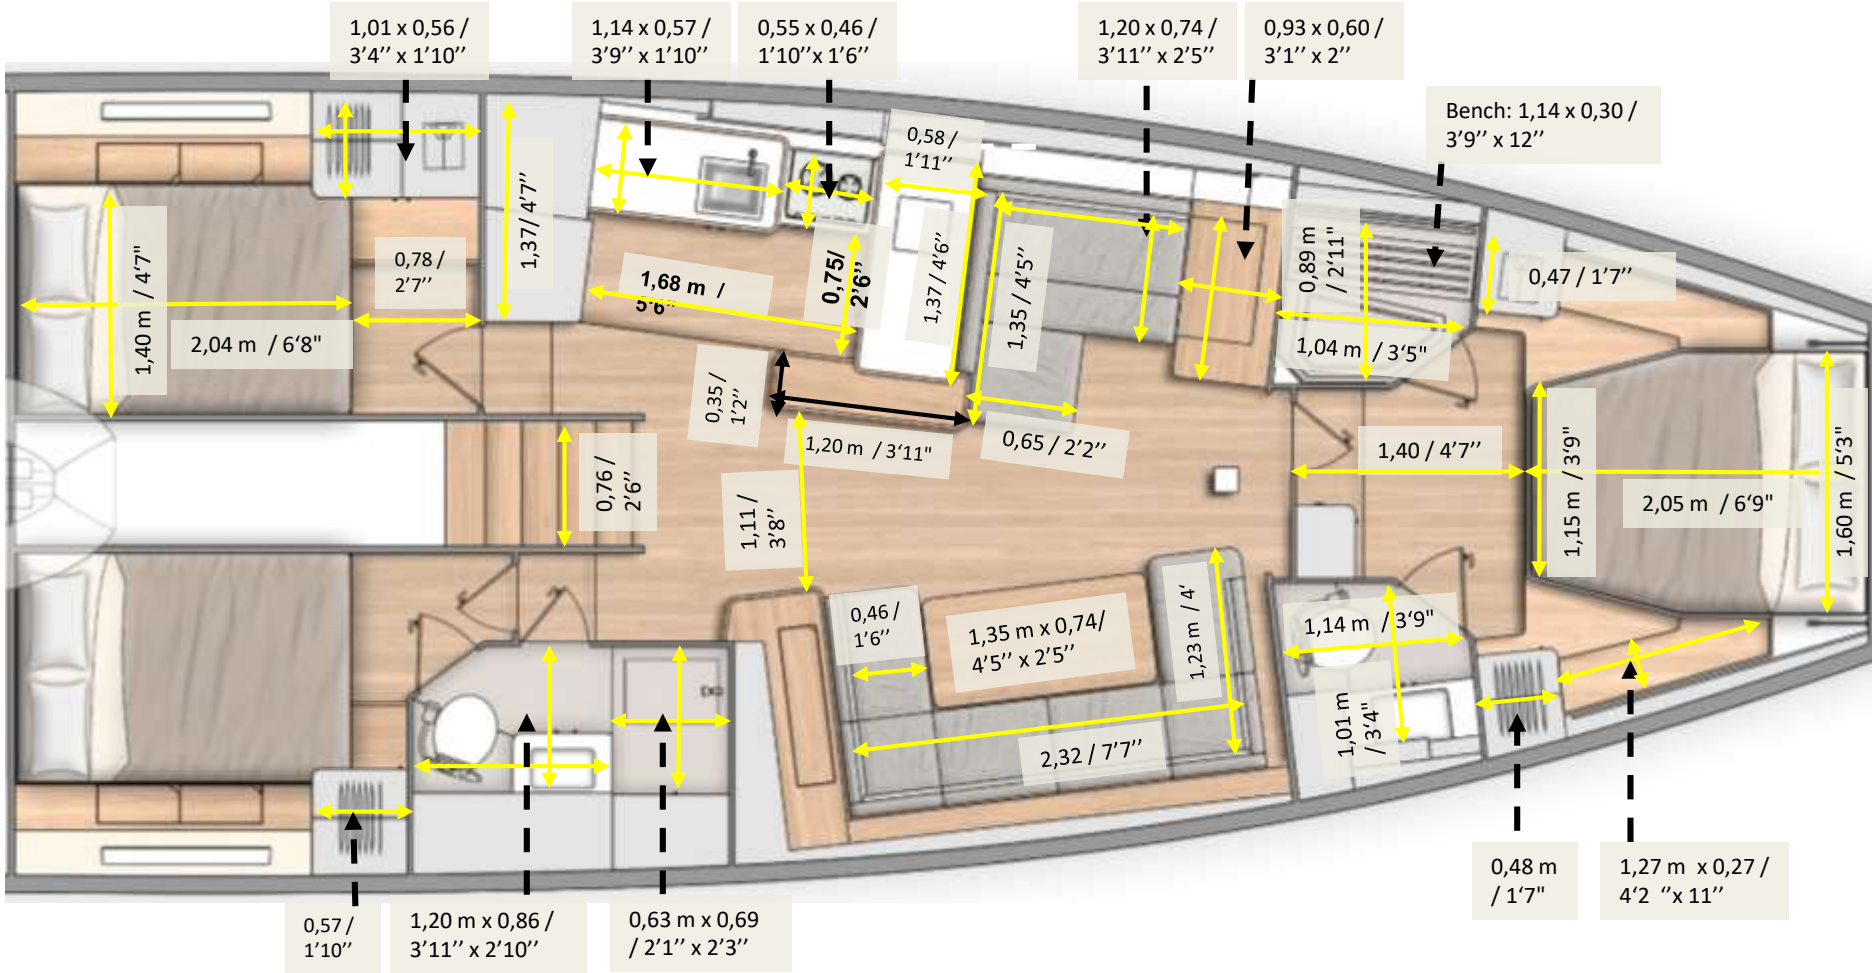 1,01 x 0,56 /
3’4’’ x 1’10’’
1,14 x 0,57 /
3’9’’ x 1’10’’
0,55 x 0,46 /
1’10’’x 1’6’’
1,20 x 0,74 /
3’11’’ x 2’5’’
0,93 x 0,60 /
3’1’’ x 2’’
Bench: 1,14 x 0,30 /
3’9’’ x 12’’
0,58 /
1’11’’
1,40 m / 4‘7"
2,04 m / 6‘8"
0,78 /
2’7’’
1,37/ 4’7’’
1,68 m /
5‘6"
0,75/
2’6’’
1,37 / 4’6’’
1,35 / 4’5’’
0,89 m
/ 2‘11"
1,04 m / 3‘5"
0,47 / 1’7’’
0,35 /
1’2’’
1,20 m / 3‘11"
0,65 / 2’2’’
0,76 /
2’6’’
1,11 /
3’8’’
1,40 / 4’7’’
1,15 m / 3‘9"
2,05 m / 6‘9"
1,60 m / 5‘3"
0,46 /
1’6’’
1,35 m x 0,74/
4’5’’ x 2’5’’
1,23 m / 4‘
2,32 / 7’7’’
1,14 m / 3‘9"
1,01 m
/ 3‘4"
0,57 /
1’10’’
1,20 m x 0,86 /
3’11’’ x 2’10’’
0,63 m x 0,69
/ 2’1’’ x 2’3’’
0,48 m
/ 1‘7"
1,27 m x 0,27 /
4‘2 ‘’x 11’’